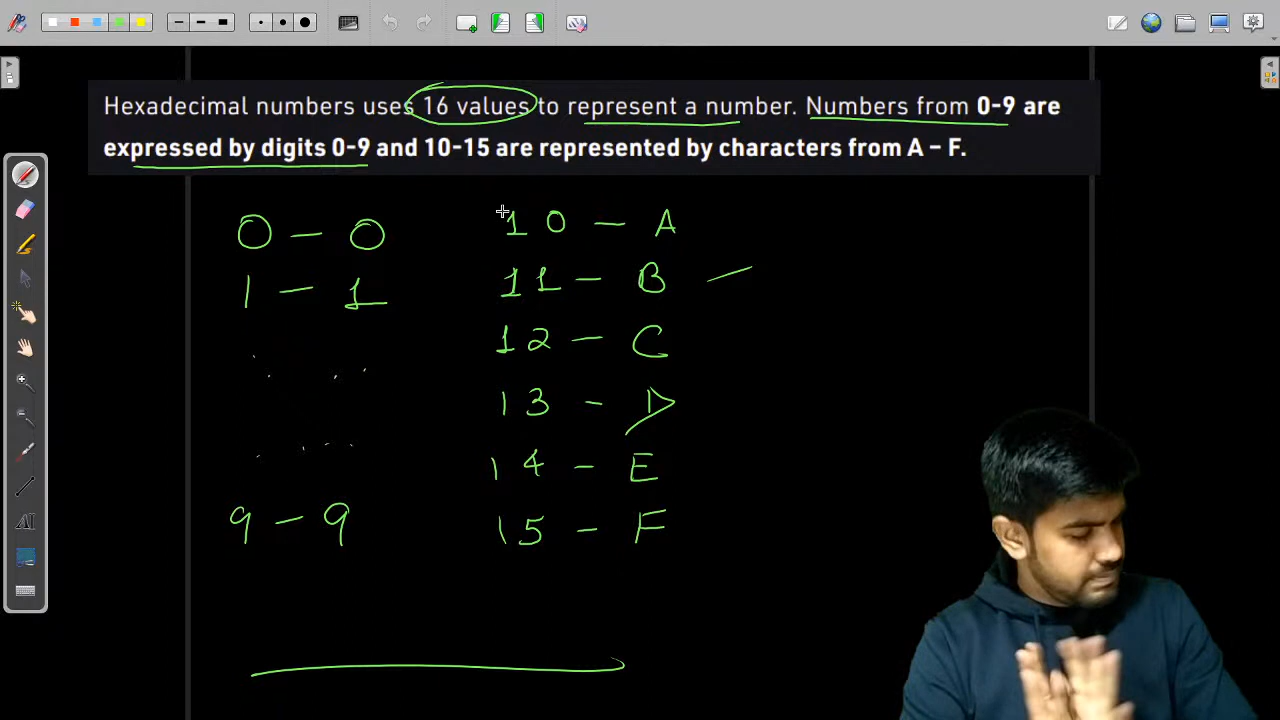 Hexadecimal numbers uses 16 values to represent a number. Numbers from 0-9 are
expressed by digits 0-9 and 10-15 are represented by characters from A – F.
0 – 0
1 – 1
9 – 9
10 – A
11 – B
12 – C
13 – D
14 – E
15 – F